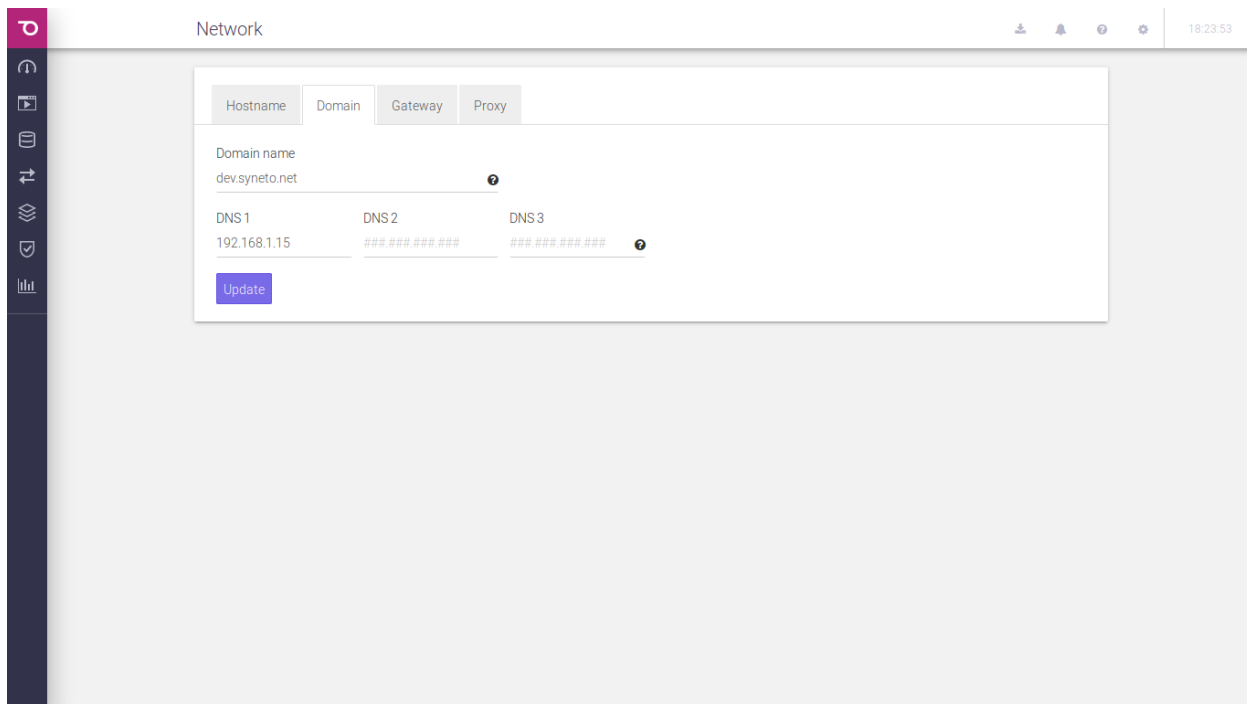 Network
18:23:53
Hostname Domain Gateway Proxy
Domain name
dev.syneto.net
DNS 1 DNS 2 DNS 3
192.168.1.15 ###.###.###.### ###.###.###.###
Update